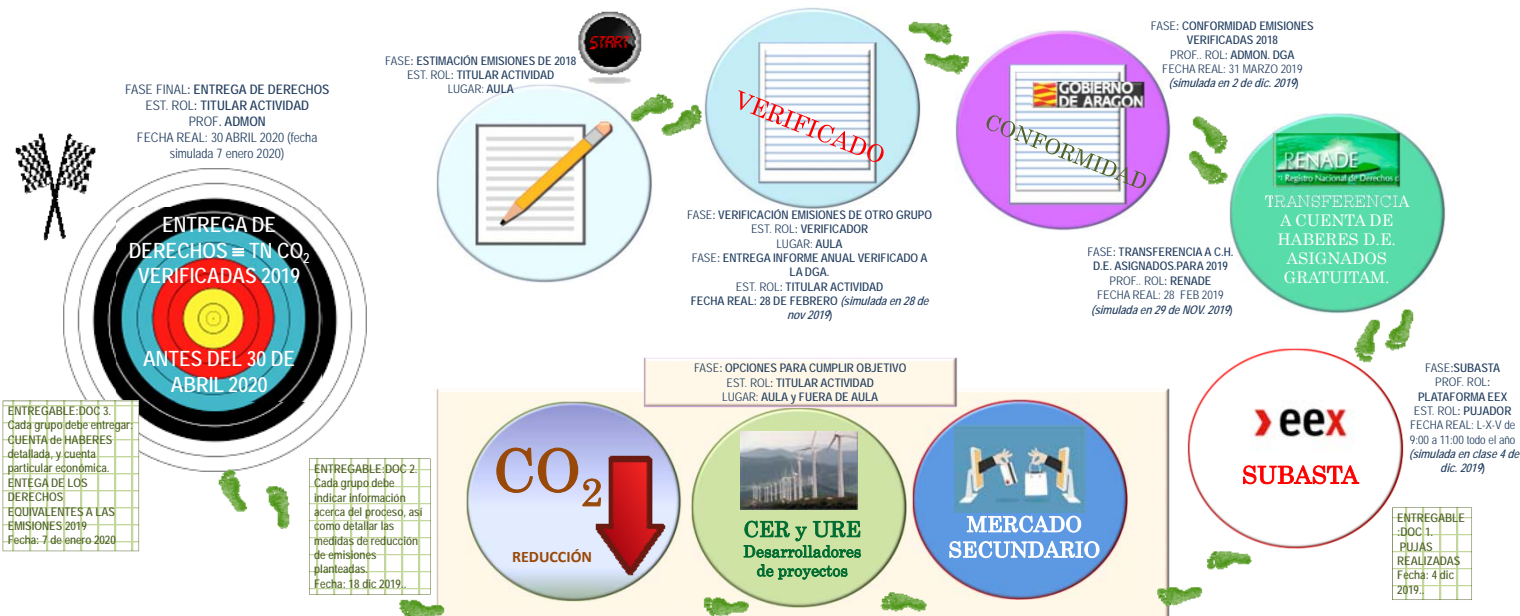 START
FASE: ESTIMACIÓN EMISIONES DE 2018
EST. ROL: TITULAR ACTIVIDAD
LUGAR: AULA
VERIFICADO
FASE: VERIFICACIÓN EMISIONES DE OTRO GRUPO
EST. ROL: VERIFICADOR
LUGAR: AULA
FASE: ENTREGA INFORME ANUAL VERIFICADO A
LA DGA.
EST. ROL: TITULAR ACTIVIDAD
FECHA REAL: 28 DE FEBRERO (simulada en 28 de
nov 2019)
FASE: CONFORMIDAD EMISIONES
VERIFICADAS 2018
PROF.. ROL: ADMON. DGA
FECHA REAL: 31 MARZO 2019
(simulada en 2 de dic. 2019)
GOBIERNO
DE ARAGON
CONFORMIDAD
RENADE
Registro Nacional de Derechos c
TRANSFERENCIA
A CUENTA DE
HABERES D.E.
ASIGNADOS
GRATUITAM.
FASE: TRANSFERENCIA A C.H.
D.E. ASIGNADOS.PARA 2019
PROF.. ROL: RENADE
FECHA REAL: 28 FEB 2019
(simulada en 29 de NOV. 2019)
eex
SUBASTA
FASE:SUBASTA
PROF. ROL:
PLATAFORMA EEX
EST. ROL: PUJADOR
FECHA REAL: L-X-V de
9:00 a 11:00 todo el año
(simulada en clase 4 de
dic. 2019)
ENTREGABLE
:DOC 1.
PUJAS
REALIZADAS
Fecha: 4 dic
2019..
FASE: OPCIONES PARA CUMPLIR OBJETIVO
EST. ROL: TITULAR ACTIVIDAD
LUGAR: AULA y FUERA DE AULA
MERCADO
SECUNDARIO
CER y URE
Desarrolladores
de proyectos
CO₂
REDUCCIÓN
ENTREGABLE:DOC 2.
Cada grupo debe
indicar información
acerca del proceso, así
como detallar las
medidas de reducción
de emisiones
planteadas.
Fecha: 18 dic 2019..
FASE FINAL: ENTREGA DE DERECHOS
EST. ROL: TITULAR ACTIVIDAD
PROF. ADMON
FECHA REAL: 30 ABRIL 2020 (fecha
simulada 7 enero 2020)
ENTREGA DE
DERECHOS ≡ TN CO₂
VERIFICADAS 2019
ANTES DEL 30 DE
ABRIL 2020
ENTREGABLE:DOC 3.
Cada grupo debe entregar:
CUENTA de HABERES
detallada, y cuenta
particular económica.
ENTEGA DE LOS
DERECHOS
EQUIVALENTES A LAS
EMISIONES 2019
Fecha: 7 de enero 2020